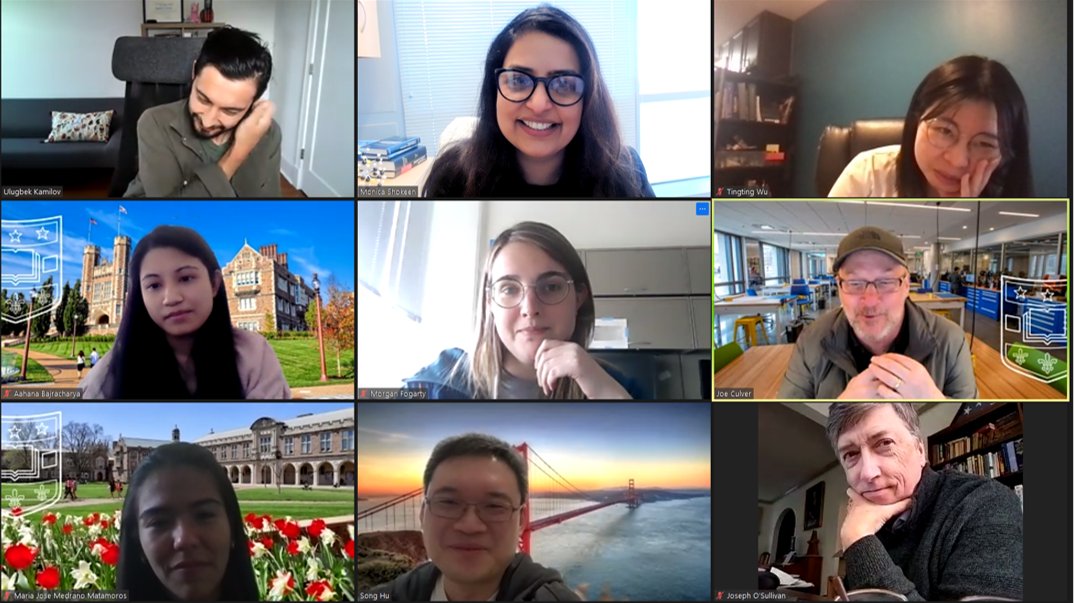 Ulugbek Kamilov
Monica Shokeen
Tingting Wu
Aahana Bajracharya
Morgan Fogarty
Joe Culver
Maria Jose Medrano Matamoros
Song Hu
Joseph O'Sullivan